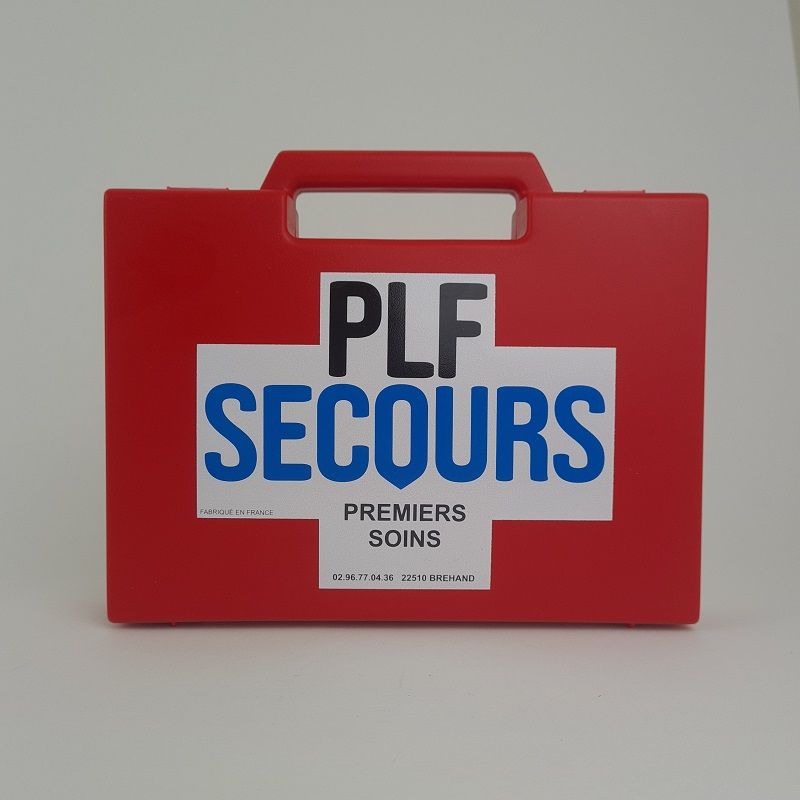 PLF
SECOURS
FABRIQUÉ EN FRANCE
PREMIERS
SOINS
02.96.77.04.36 22510 BREHAND